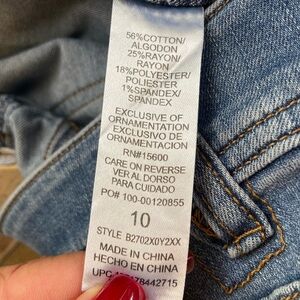 56%COTTON/
ALGODON
25%RAYON/
RAYON
18%POLYESTER/
POLIESTER
1%SPANDEX/
SPANDEX
EXCLUSIVE OF
ORNAMENTATION
EXCLUSIVO DE
ORNAMENTACION
RN#15600
CARE ON REVERSE
VER AL DORSO
PARA CUIDADO
PO# 100-00120855
10
STYLE B2702X0Y2XX
MADE IN CHINA
HECHO EN CHINA
UPC